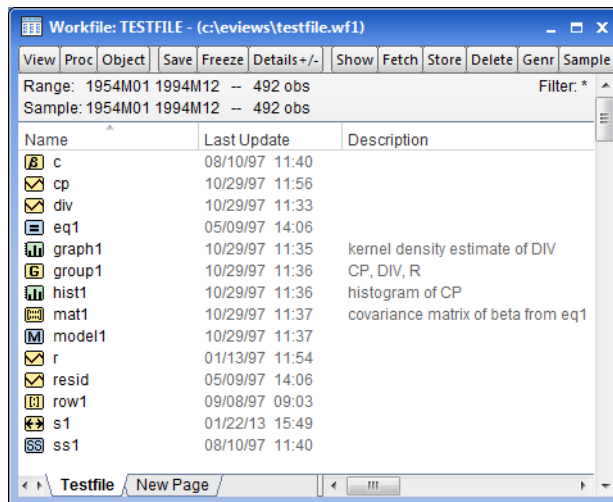 Workfile: TESTFILE - (c:\eviews\testfile.wf1)
View Proc Object Save Freeze Details+/- Show Fetch Store Delete Genr Sample
Range: 1954M01 1994M12 -- 492 obs Filter: *
Sample: 1954M01 1994M12 -- 492 obs
Name Last Update Description
β c 08/10/97 11:40
cp 10/29/97 11:56
div 10/29/97 11:33
= eq1 05/09/97 14:06
graph1 10/29/97 11:35 kernel density estimate of DIV
G group1 10/29/97 11:36 CP, DIV, R
hist1 10/29/97 11:36 histogram of CP
mat1 10/29/97 11:37 covariance matrix of beta from eq1
M model1 10/29/97 11:37
r 01/13/97 11:54
resid 05/09/97 14:06
row1 09/08/97 09:03
s1 01/22/13 15:49
SS ss1 08/10/97 11:40
Testfile New Page